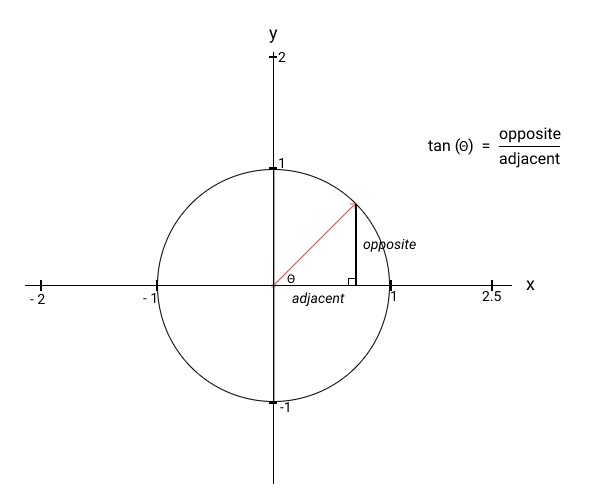 y
2
1
tan (Θ) = opposite
adjacent
opposite
Θ
- 2
- 1
adjacent
1
2.5
x
-1